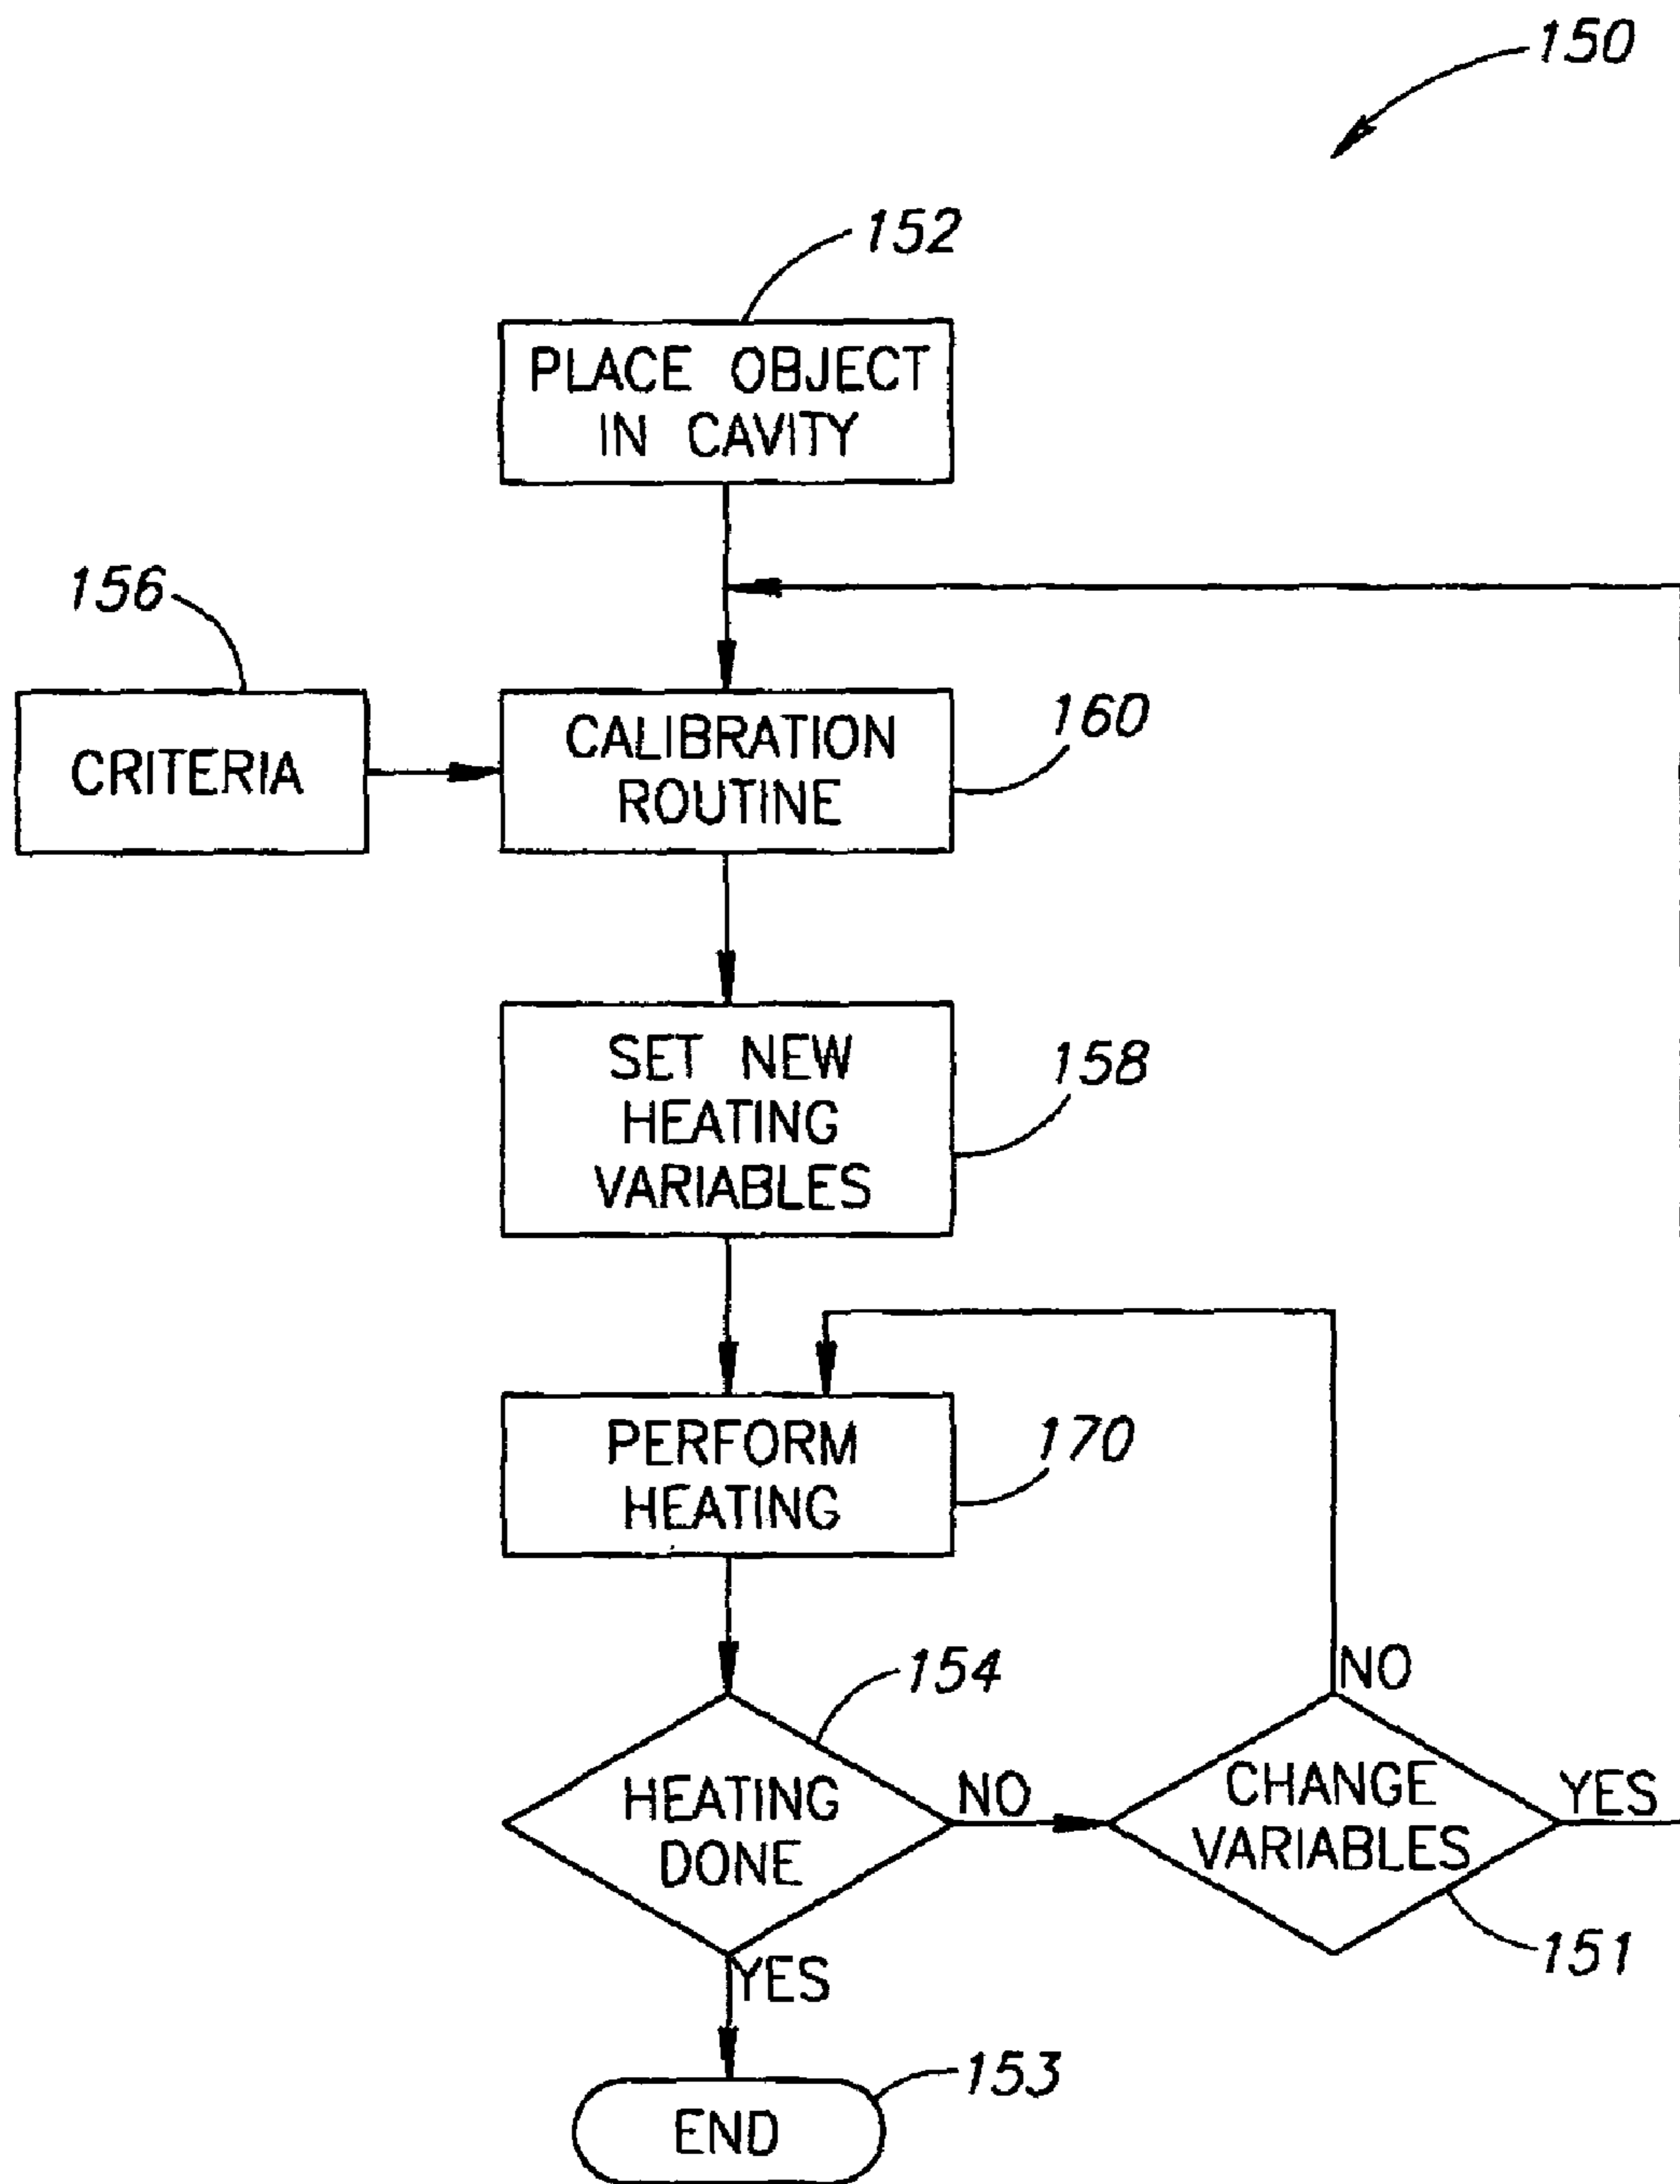 150
152
PLACE OBJECT
IN CAVITY
156
CRITERIA
CALIBRATION
ROUTINE
160
SET NEW
HEATING
VARIABLES
158
PERFORM
HEATING
170
154
HEATING
DONE
NO
NO
CHANGE
VARIABLES
YES
151
YES
153
END